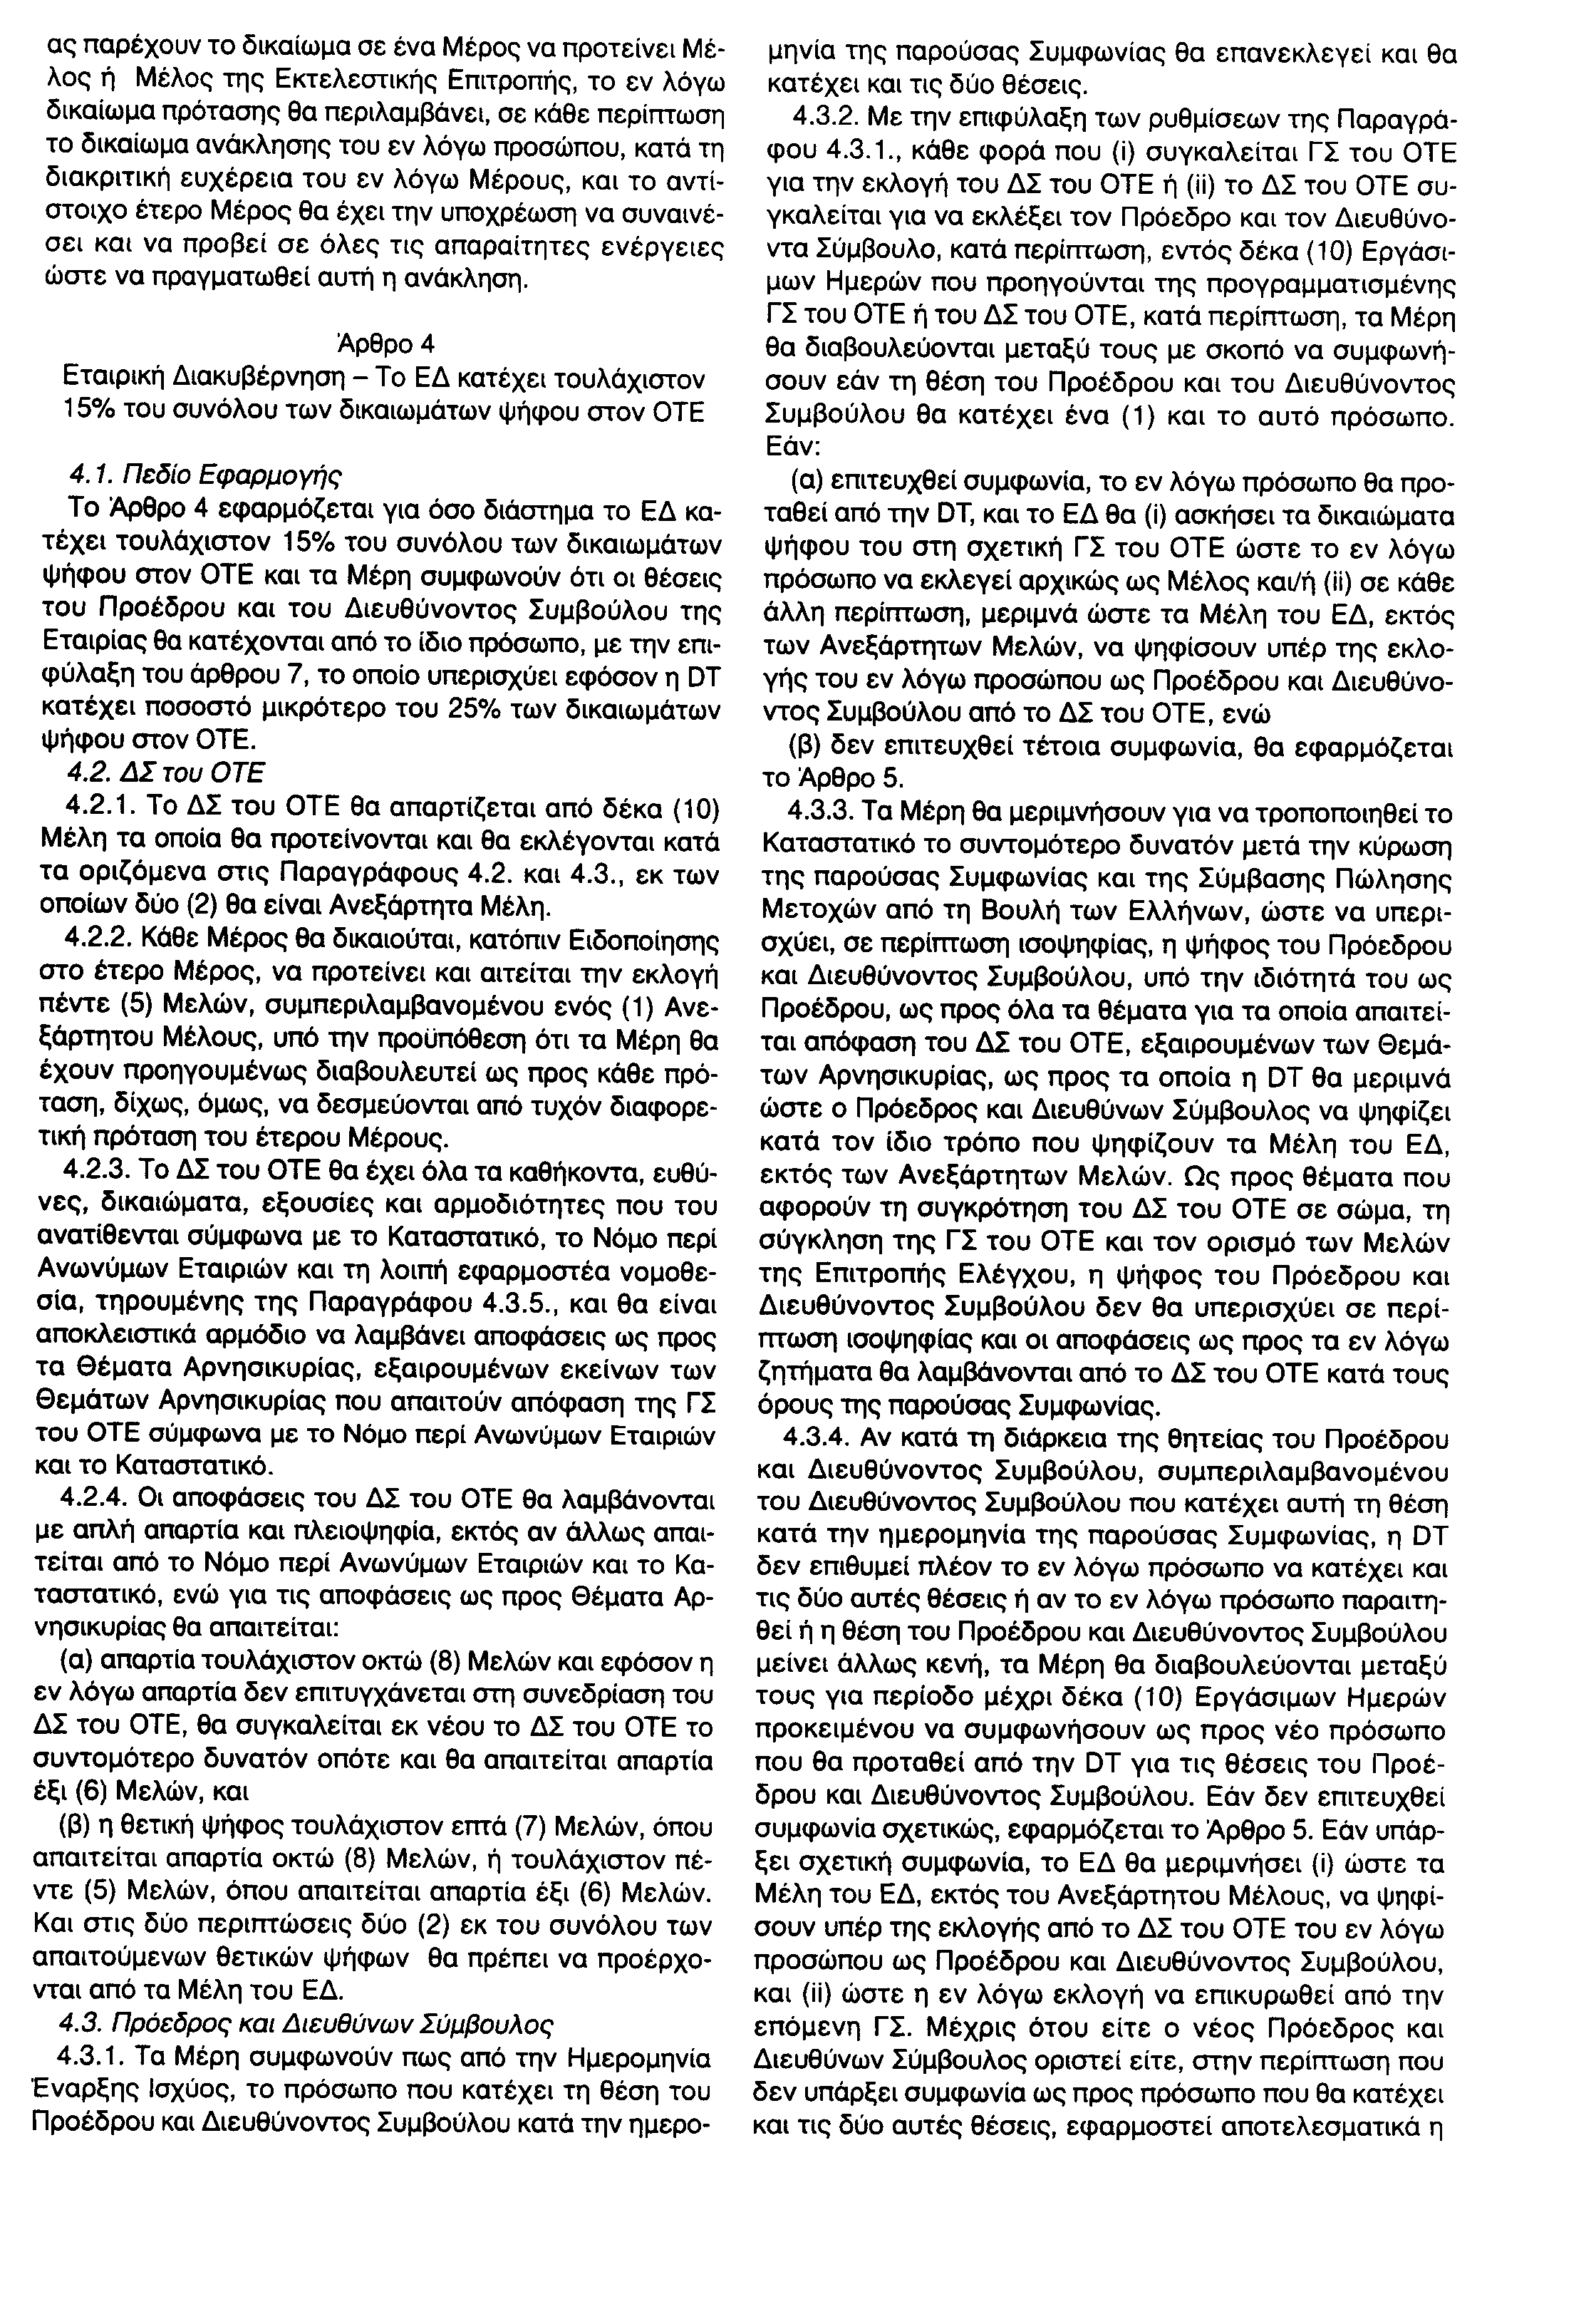 ας παρέχουν το δικαίωμα σε ένα Μέρος να προτείνει Μέ-
λος ή Μέλος της Εκτελεστικής Επιτροπής, το εν λόγω
δικαίωμα πρότασης θα περιλαμβάνει, σε κάθε περίπτωση
το δικαίωμα ανάκλησης του εν λόγω προσώπου, κατά τη
διακριτική ευχέρεια του εν λόγω Μέρους, και το αντί-
στοιχο έτερο Μέρος θα έχει την υποχρέωση να συναινέ-
σει και να προβεί σε όλες τις απαραίτητες ενέργειες
ώστε να πραγματωθεί αυτή η ανάκληση.
Άρθρο 4
Εταιρική Διακυβέρνηση – Το ΕΔ κατέχει τουλάχιστον
15% του συνόλου των δικαιωμάτων ψήφου στον ΟΤΕ
4.1. Πεδίο Εφαρμογής
Το Άρθρο 4 εφαρμόζεται για όσο διάστημα το ΕΔ κα-
τέχει τουλάχιστον 15% του συνόλου των δικαιωμάτων
ψήφου στον ΟΤΕ και τα Μέρη συμφωνούν ότι οι θέσεις
του Προέδρου και του Διευθύνοντος Συμβούλου της
Εταιρίας θα κατέχονται από το ίδιο πρόσωπο, με την επι-
φύλαξη του άρθρου 7, το οποίο υπερισχύει εφόσον η DT
κατέχει ποσοστό μικρότερο του 25% των δικαιωμάτων
ψήφου στον ΟΤΕ.
4.2. ΔΣ του ΟΤΕ
4.2.1. Το ΔΣ του ΟΤΕ θα απαρτίζεται από δέκα (10)
Μέλη τα οποία θα προτείνονται και θα εκλέγονται κατά
τα οριζόμενα στις Παραγράφους 4.2. και 4.3., εκ των
οποίων δύο (2) θα είναι Ανεξάρτητα Μέλη.
4.2.2. Κάθε Μέρος θα δικαιούται, κατόπιν Ειδοποίησης
στο έτερο Μέρος, να προτείνει και αιτείται την εκλογή
πέντε (5) Μελών, συμπεριλαμβανομένου ενός (1) Ανε-
ξάρτητου Μέλους, υπό την προϋπόθεση ότι τα Μέρη θα
έχουν προηγουμένως διαβουλευτεί ως προς κάθε πρό-
ταση, δίχως, όμως, να δεσμεύονται από τυχόν διαφορε-
τική πρόταση του έτερου Μέρους.
4.2.3. Το ΔΣ του ΟΤΕ θα έχει όλα τα καθήκοντα, ευθύ-
νες, δικαιώματα, εξουσίες και αρμοδιότητες που του
ανατίθενται σύμφωνα με το Καταστατικό, το Νόμο περί
Ανωνύμων Εταιριών και τη λοιπή εφαρμοστέα νομοθε-
σία, τηρουμένης της Παραγράφου 4.3.5., και θα είναι
αποκλειστικά αρμόδιο να λαμβάνει αποφάσεις ως προς
τα Θέματα Αρνησικυρίας, εξαιρουμένων εκείνων των
Θεμάτων Αρνησικυρίας που απαιτούν απόφαση της ΓΣ
του ΟΤΕ σύμφωνα με το Νόμο περί Ανωνύμων Εταιριών
και το Καταστατικό.
4.2.4. Οι αποφάσεις του ΔΣ του ΟΤΕ θα λαμβάνονται
με απλή απαρτία και πλειοψηφία, εκτός αν άλλως απαι-
τείται από το Νόμο περί Ανωνύμων Εταιριών και το Κα-
ταστατικό, ενώ για τις αποφάσεις ως προς Θέματα Αρ-
νησικυρίας θα απαιτείται:
(α) απαρτία τουλάχιστον οκτώ (8) Μελών και εφόσον η
εν λόγω απαρτία δεν επιτυγχάνεται στη συνεδρίαση του
ΔΣ του ΟΤΕ, θα συγκαλείται εκ νέου το ΔΣ του ΟΤΕ το
συντομότερο δυνατόν οπότε και θα απαιτείται απαρτία
έξι (6) Μελών, και
(β) η θετική ψήφος τουλάχιστον επτά (7) Μελών, όπου
απαιτείται απαρτία οκτώ (8) Μελών, ή τουλάχιστον πέ-
ντε (5) Μελών, όπου απαιτείται απαρτία έξι (6) Μελών.
Και στις δύο περιπτώσεις δύο (2) εκ του συνόλου των
απαιτούμενων θετικών ψήφων θα πρέπει να προέρχο-
νται από τα Μέλη του ΕΔ.
4.3. Πρόεδρος και Διευθύνων Σύμβουλος
4.3.1. Τα Μέρη συμφωνούν πως από την Ημερομηνία
Έναρξης Ισχύος, το πρόσωπο που κατέχει τη θέση του
Προέδρου και Διευθύνοντος Συμβούλου κατά την ημερο-
μηνία της παρούσας Συμφωνίας θα επανεκλεγεί και θα
κατέχει και τις δύο θέσεις.
4.3.2. Με την επιφύλαξη των ρυθμίσεων της Παραγρά-
φου 4.3.1., κάθε φορά που (i) συγκαλείται ΓΣ του ΟΤΕ
για την εκλογή του ΔΣ του ΟΤΕ ή (ii) το ΔΣ του ΟΤΕ συ-
γκαλείται για να εκλέξει τον Πρόεδρο και τον Διευθύνο-
ντα Σύμβουλο, κατά περίπτωση, εντός δέκα (10) Εργάσι-
μων Ημερών που προηγούνται της προγραμματισμένης
ΓΣ του ΟΤΕ ή του ΔΣ του ΟΤΕ, κατά περίπτωση, τα Μέρη
θα διαβουλεύονται μεταξύ τους με σκοπό να συμφωνή-
σουν εάν τη θέση του Προέδρου και του Διευθύνοντος
Συμβούλου θα κατέχει ένα (1) και το αυτό πρόσωπο.
Εάν:
(α) επιτευχθεί συμφωνία, το εν λόγω πρόσωπο θα προ-
ταθεί από την DT, και το ΕΔ θα (i) ασκήσει τα δικαιώματα
ψήφου του στη σχετική ΓΣ του ΟΤΕ ώστε το εν λόγω
πρόσωπο να εκλεγεί αρχικώς ως Μέλος και/ή (ii) σε κάθε
άλλη περίπτωση, μεριμνά ώστε τα Μέλη του ΕΔ, εκτός
των Ανεξάρτητων Μελών, να ψηφίσουν υπέρ της εκλο-
γής του εν λόγω προσώπου ως Προέδρου και Διευθύνο-
ντος Συμβούλου από το ΔΣ του ΟΤΕ, ενώ
(β) δεν επιτευχθεί τέτοια συμφωνία, θα εφαρμόζεται
το Άρθρο 5.
4.3.3. Τα Μέρη θα μεριμνήσουν για να τροποποιηθεί το
Καταστατικό το συντομότερο δυνατόν μετά την κύρωση
της παρούσας Συμφωνίας και της Σύμβασης Πώλησης
Μετοχών από τη Βουλή των Ελλήνων, ώστε να υπερι-
σχύει, σε περίπτωση ισοψηφίας, η ψήφος του Πρόεδρου
και Διευθύνοντος Συμβούλου, υπό την ιδιότητά του ως
Προέδρου, ως προς όλα τα θέματα για τα οποία απαιτεί-
ται απόφαση του ΔΣ του ΟΤΕ, εξαιρουμένων των Θεμά-
των Αρνησικυρίας, ως προς τα οποία η DT θα μεριμνά
ώστε ο Πρόεδρος και Διευθύνων Σύμβουλος να ψηφίζει
κατά τον ίδιο τρόπο που ψηφίζουν τα Μέλη του ΕΔ,
εκτός των Ανεξάρτητων Μελών. Ως προς θέματα που
αφορούν τη συγκρότηση του ΔΣ του ΟΤΕ σε σώμα, τη
σύγκληση της ΓΣ του ΟΤΕ και τον ορισμό των Μελών
της Επιτροπής Ελέγχου, η ψήφος του Προέδρου και
Διευθύνοντος Συμβούλου δεν θα υπερισχύει σε περί-
πτωση ισοψηφίας και οι αποφάσεις ως προς τα εν λόγω
ζητήματα θα λαμβάνονται από το ΔΣ του ΟΤΕ κατά τους
όρους της παρούσας Συμφωνίας.
4.3.4. Αν κατά τη διάρκεια της θητείας του Προέδρου
και Διευθύνοντος Συμβούλου, συμπεριλαμβανομένου
του Διευθύνοντος Συμβούλου που κατέχει αυτή τη θέση
κατά την ημερομηνία της παρούσας Συμφωνίας, η DT
δεν επιθυμεί πλέον το εν λόγω πρόσωπο να κατέχει και
τις δύο αυτές θέσεις ή αν το εν λόγω πρόσωπο παραιτη-
θεί ή η θέση του Προέδρου και Διευθύνοντος Συμβούλου
μείνει άλλως κενή, τα Μέρη θα διαβουλεύονται μεταξύ
τους για περίοδο μέχρι δέκα (10) Εργάσιμων Ημερών
προκειμένου να συμφωνήσουν ως προς νέο πρόσωπο
που θα προταθεί από την DT για τις θέσεις του Προέ-
δρου και Διευθύνοντος Συμβούλου. Εάν δεν επιτευχθεί
συμφωνία σχετικώς, εφαρμόζεται το Άρθρο 5. Εάν υπάρ-
ξει σχετική συμφωνία, το ΕΔ θα μεριμνήσει (i) ώστε τα
Μέλη του ΕΔ, εκτός του Ανεξάρτητου Μέλους, να ψηφί-
σουν υπέρ της εκλογής από το ΔΣ του ΟΤΕ του εν λόγω
προσώπου ως Προέδρου και Διευθύνοντος Συμβούλου,
και (ii) ώστε η εν λόγω εκλογή να επικυρωθεί από την
επόμενη ΓΣ. Μέχρις ότου είτε ο νέος Πρόεδρος και
Διευθύνων Σύμβουλος οριστεί είτε, στην περίπτωση που
δεν υπάρξει συμφωνία ως προς πρόσωπο που θα κατέχει
και τις δύο αυτές θέσεις, εφαρμοστεί αποτελεσματικά η